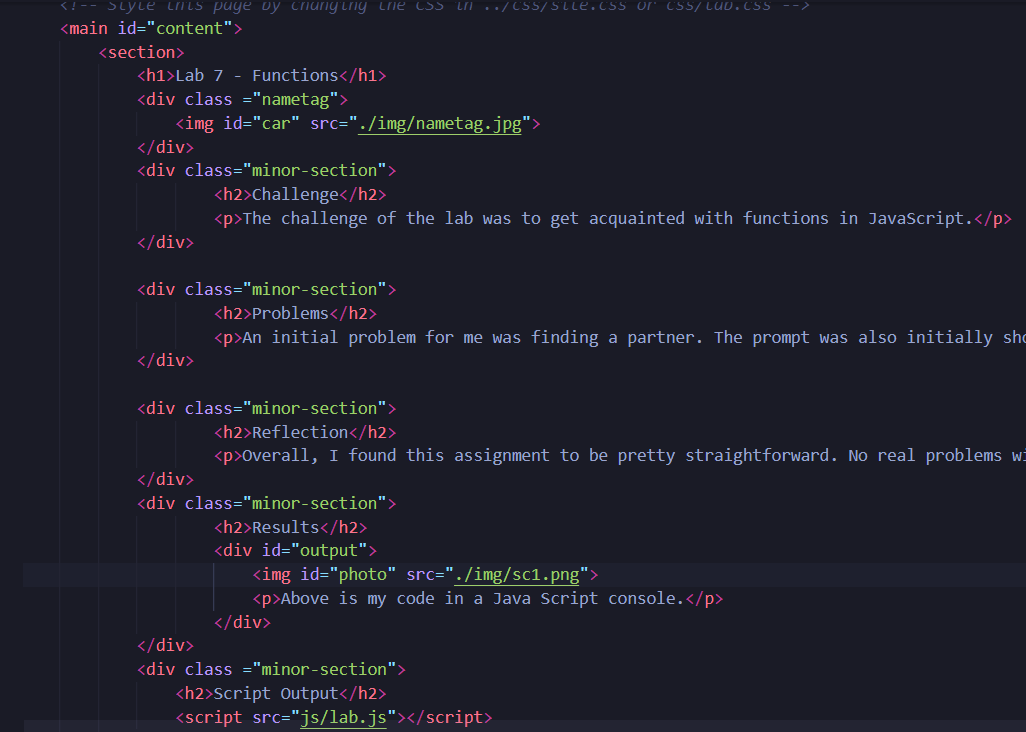 <!-- Style this page by changing the CSS in ../css/site.css or css/lab.css -->
<main id="content">
<section>
<h1>Lab 7 - Functions</h1>
<div class ="nametag">
<img id="car" src="./img/nametag.jpg">
</div>
<div class="minor-section">
<h2>Challenge</h2>
<p>The challenge of the lab was to get acquainted with functions in JavaScript.</p>
</div>
<div class="minor-section">
<h2>Problems</h2>
<p>An initial problem for me was finding a partner. The prompt was also initially
</div>
<div class="minor-section">
<h2>Reflection</h2>
<p>Overall, I found this assignment to be pretty straightforward. No real problems
</div>
<div class="minor-section">
<h2>Results</h2>
<div id="output">
<img id="photo" src="./img/sc1.png">
<p>Above is my code in a Java Script console.</p>
</div>
</div>
<div class ="minor-section">
<h2>Script Output</h2>
<script src="js/lab.js"></script>